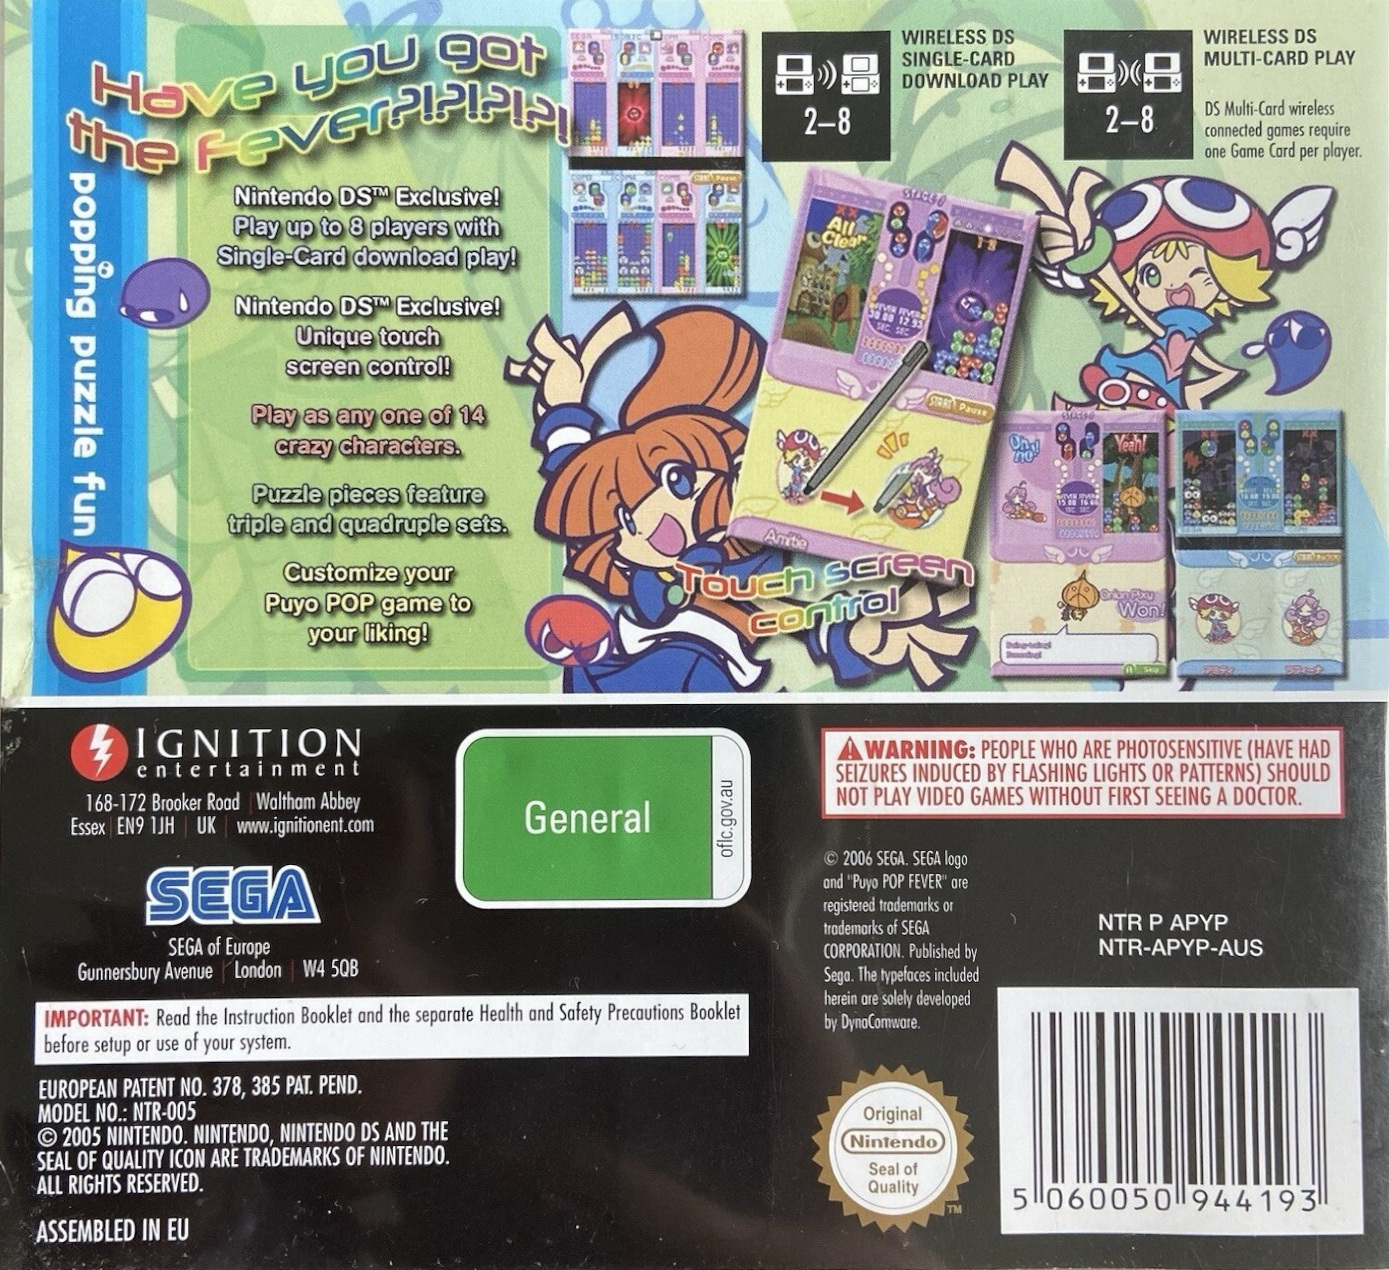 Have you got
the Fever?!?!?!?!
popping puzzle fun
Nintendo DS™ Exclusive!
Play up to 8 players with
Single-Card download play!
Nintendo DS™ Exclusive!
Unique touch
screen control!
Play as any one of 14
crazy characters.
Puzzle pieces feature
triple and quadruple sets.
Customize your
Puyo POP game to
your liking!
2–8
WIRELESS DS
SINGLE-CARD
DOWNLOAD PLAY
2–8
WIRELESS DS
MULTI-CARD PLAY
DS Multi-Card wireless
connected games require
one Game Card per player.
All
Clear
START Pause
Amitie
Touch screen
control
Yeah!
Onion Pixy
Won!
Skip
IGNITION
entertainment
168-172 Brooker Road | Waltham Abbey
Essex | EN9 1JH | UK | www.ignitionent.com
SEGA
SEGA of Europe
Gunnersbury Avenue | London | W4 5QB
General
oflc.gov.au
WARNING: PEOPLE WHO ARE PHOTOSENSITIVE (HAVE HAD
SEIZURES INDUCED BY FLASHING LIGHTS OR PATTERNS) SHOULD
NOT PLAY VIDEO GAMES WITHOUT FIRST SEEING A DOCTOR.
© 2006 SEGA. SEGA logo
and "Puyo POP FEVER" are
registered trademarks or
trademarks of SEGA
CORPORATION. Published by
Sega. The typefaces included
herein are solely developed
by DynaComware.
NTR P APYP
NTR-APYP-AUS
IMPORTANT: Read the Instruction Booklet and the separate Health and Safety Precautions Booklet
before setup or use of your system.
EUROPEAN PATENT NO. 378, 385 PAT. PEND.
MODEL NO.: NTR-005
© 2005 NINTENDO. NINTENDO, NINTENDO DS AND THE
SEAL OF QUALITY ICON ARE TRADEMARKS OF NINTENDO.
ALL RIGHTS RESERVED.
ASSEMBLED IN EU
Original
Nintendo
Seal of
Quality
TM
5 060050 944193